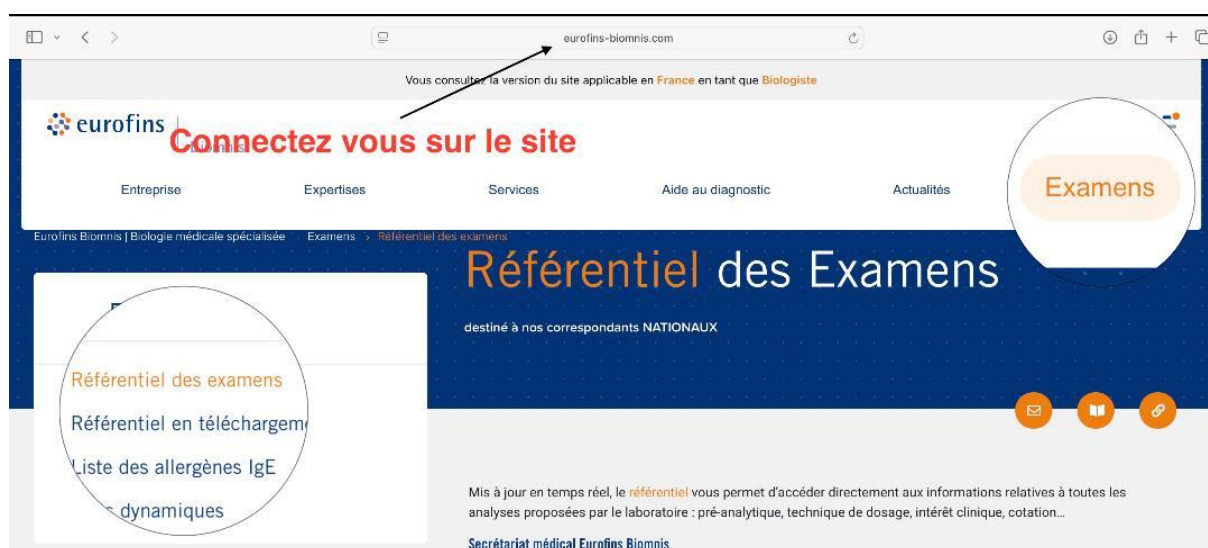 eurofins-biomnis.com
Vous consultez la version du site applicable en France en tant que Biologiste
eurofins
Biomnis
Connectez vous sur le site
Entreprise Expertises Services Aide au diagnostic Actualités Examens
Eurofins Biomnis | Biologie médicale spécialisée > Examens > Référentiel des examens
Référentiel des Examens
destiné à nos correspondants NATIONAUX
Référentiel des examens
Référentiel en téléchargem
Liste des allergènes IgE
dynamiques
Mis à jour en temps réel, le référentiel vous permet d'accéder directement aux informations relatives à toutes les
analyses proposées par le laboratoire : pré-analytique, technique de dosage, intérêt clinique, cotation...
Secrétariat médical Eurofins Biomnis